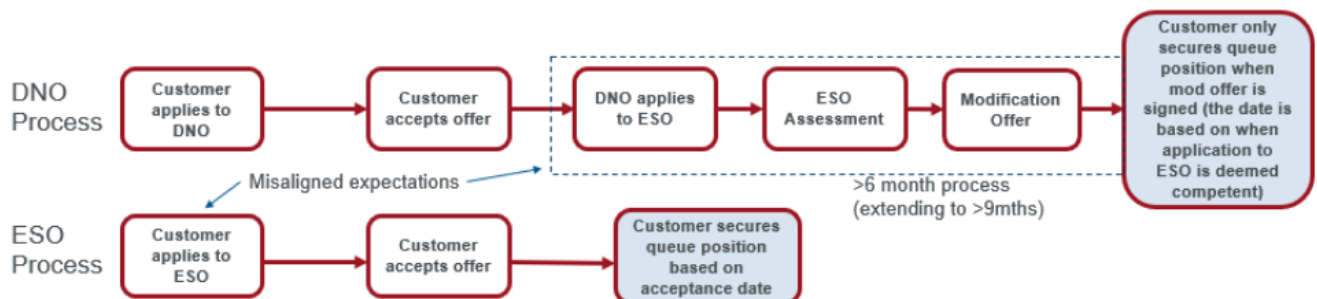 DNO
Process
Customer
applies to
DNO
Customer
accepts offer
DNO applies
to ESO
ESO
Assessment
Modification
Offer
Customer only
secures queue
position when
mod offer is
signed (the date is
based on when
application to
ESO is deemed
competent)
Misaligned expectations
>6 month process
(extending to >9mths)
ESO
Process
Customer
applies to
ESO
Customer
accepts offer
Customer secures
queue position
based on
acceptance date